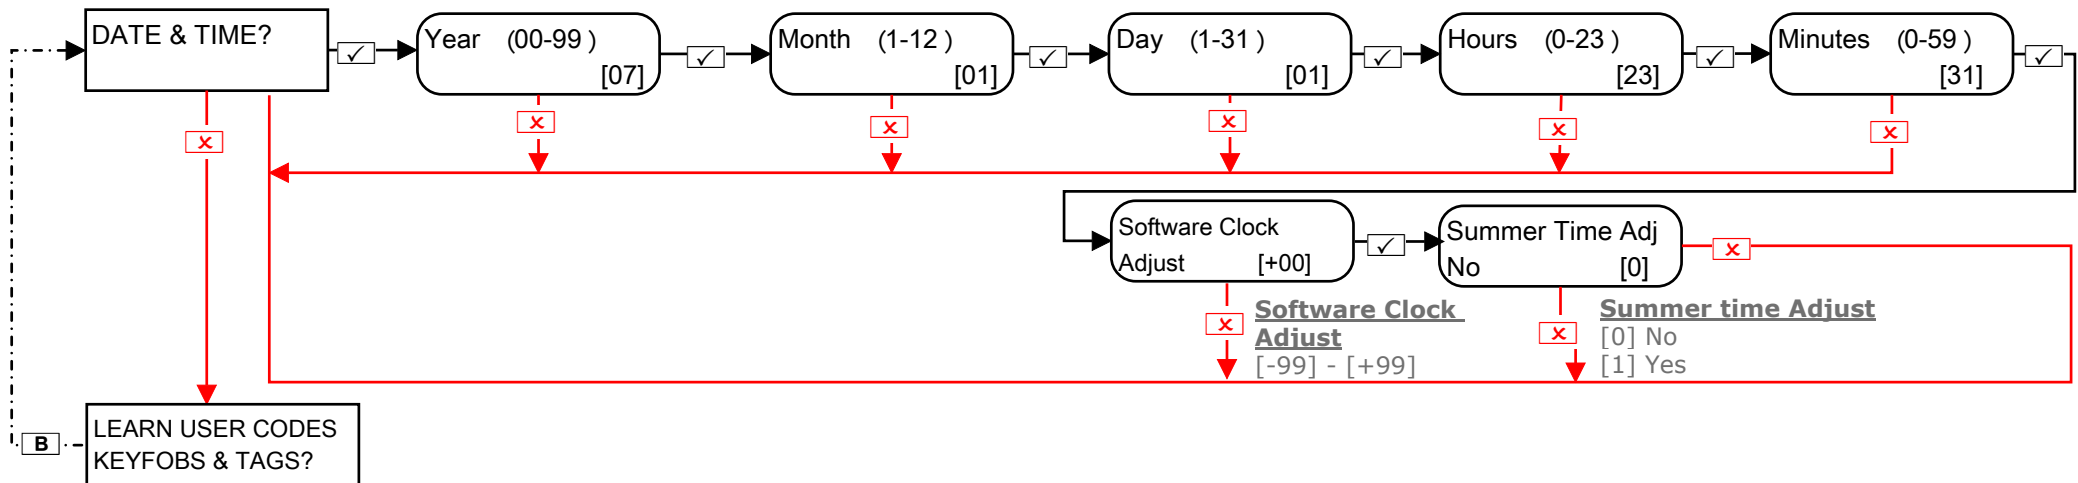 DATE & TIME?
Year (00-99)
[07]
Month (1-12)
[01]
Day (1-31)
[01]
Hours (0-23)
[23]
Minutes (0-59)
[31]
Software Clock
Adjust [+00]
Summer Time Adj
No [0]
Software Clock
Adjust
[-99] - [+99]
Summer time Adjust
[0] No
[1] Yes
B
LEARN USER CODES
KEYFOBS & TAGS?